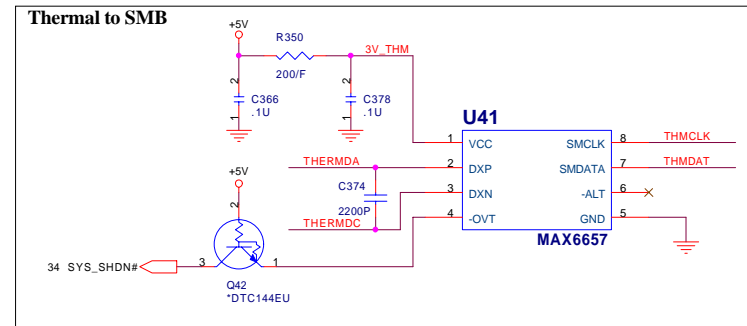 Thermal to SMB
+5V
R350
3V_THM
200/F
2
2
C366
.1U
C378
.1U
1
1
U41
1 VCC SMCLK 8 THMCLK
THERMDA 2 DXP SMDATA 7 THMDAT
+5V
C374
3 DXN -ALT 6
2200P
THERMDC
2
4 -OVT GND 5
MAX6657
34 SYS_SHDN# 3 1
Q42
*DTC144EU